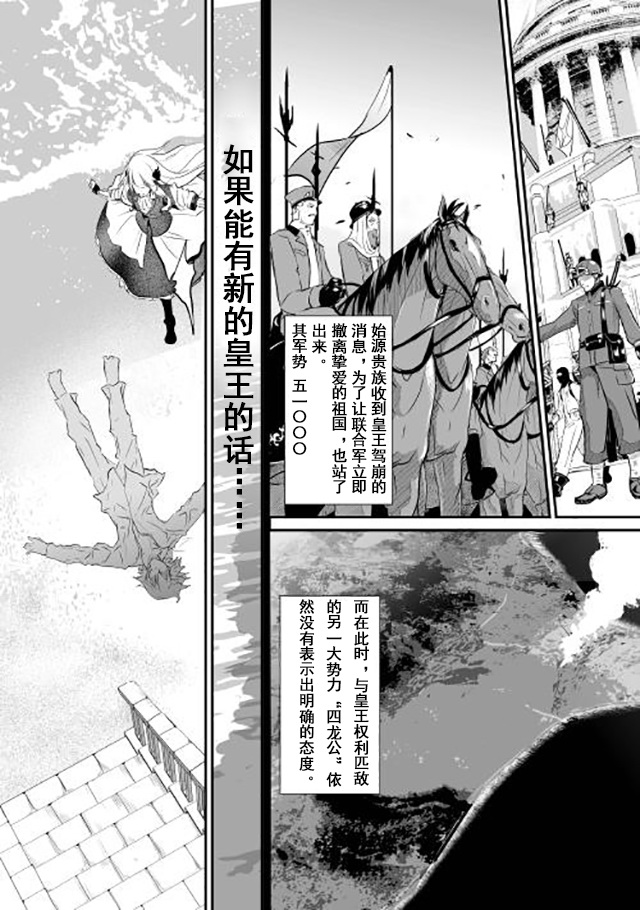 始源贵族收到皇王驾崩的
消息，为了让联合军立即
撤离挚爱的祖国，也站了
出来。
其军势 五一〇〇〇
而在此时，与皇王权利匹敌
的另一大势力“四龙公”依
然没有表示出明确的态度。
如果能有新的皇王的话……